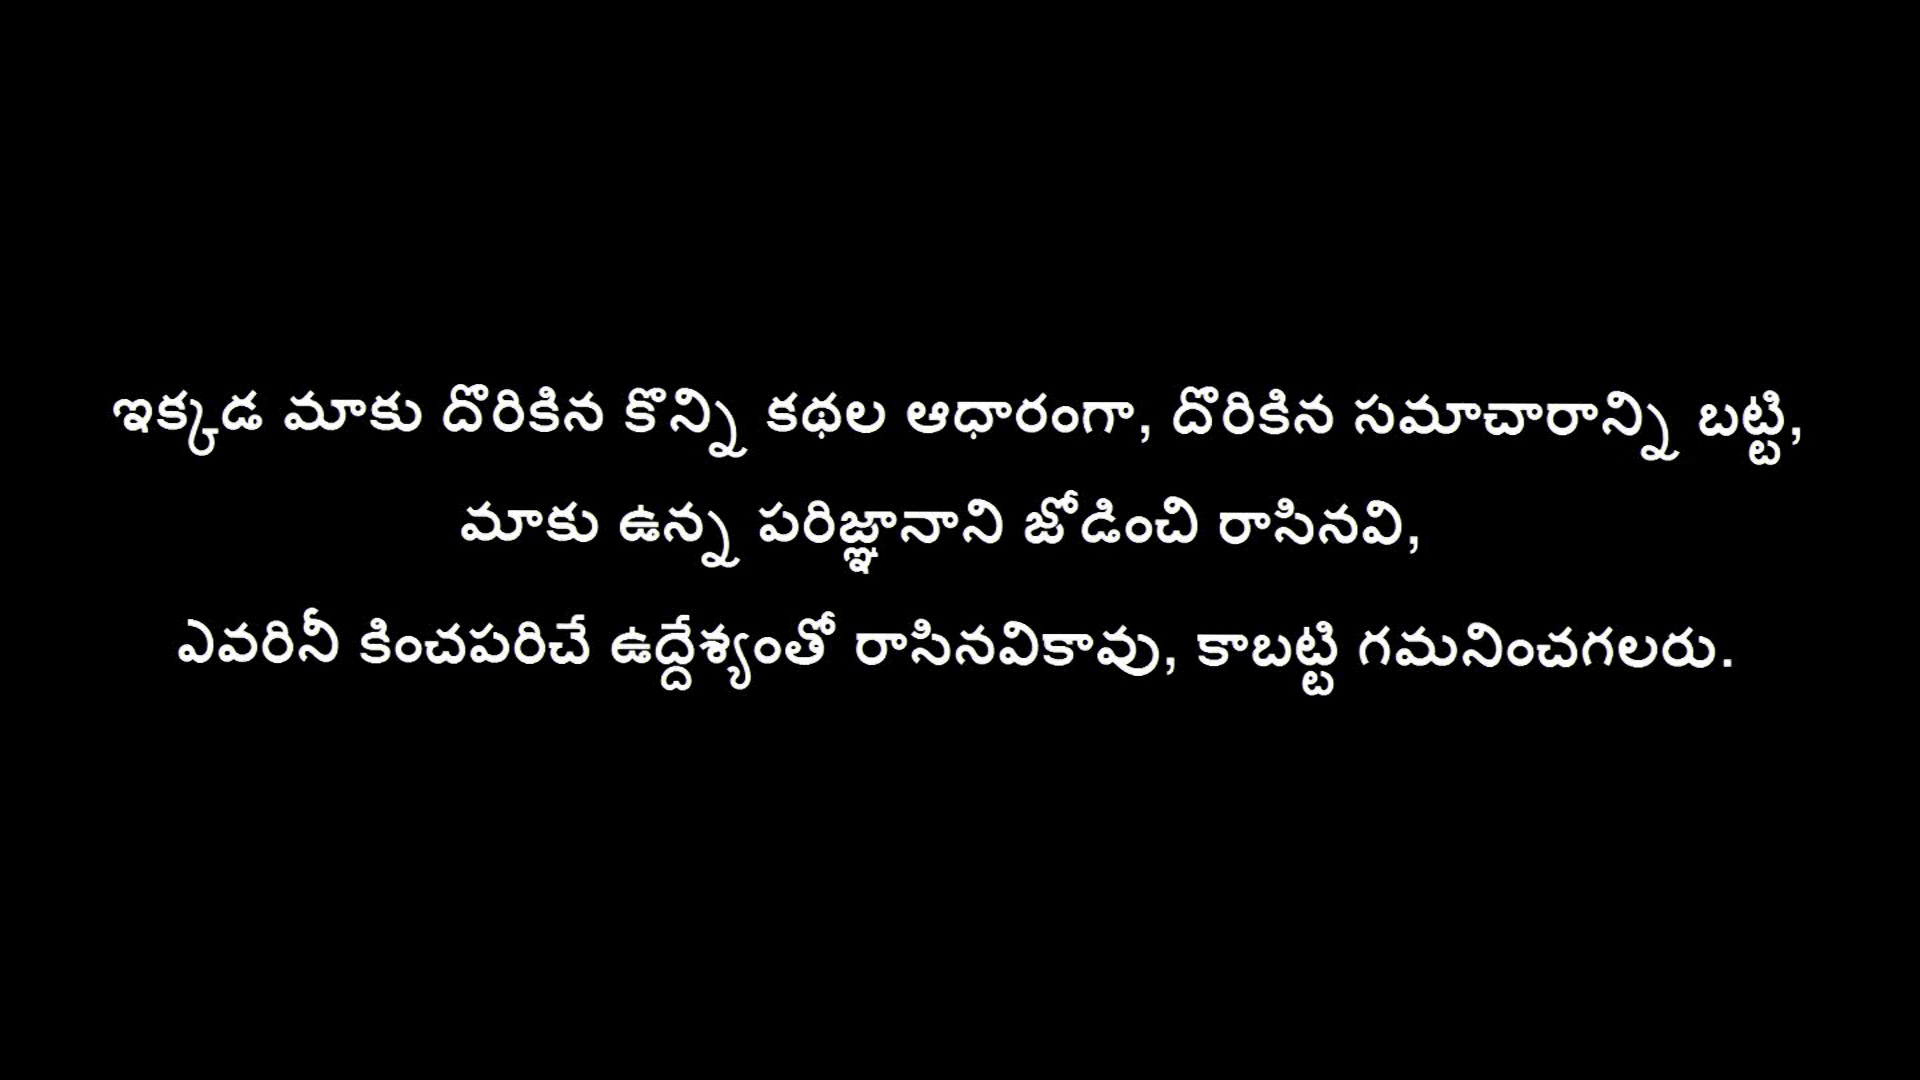 ఇక్కడ మాకు దొరికిన కొన్ని కథల ఆధారంగా, దొరికిన సమాచారాన్ని బట్టి,
మాకు ఉన్న పరిజ్ఞానాని జోడించి రాసినవి,
ఎవరినీ కించపరిచే ఉద్దేశ్యంతో రాసినవికావు, కాబట్టి గమనించగలరు.